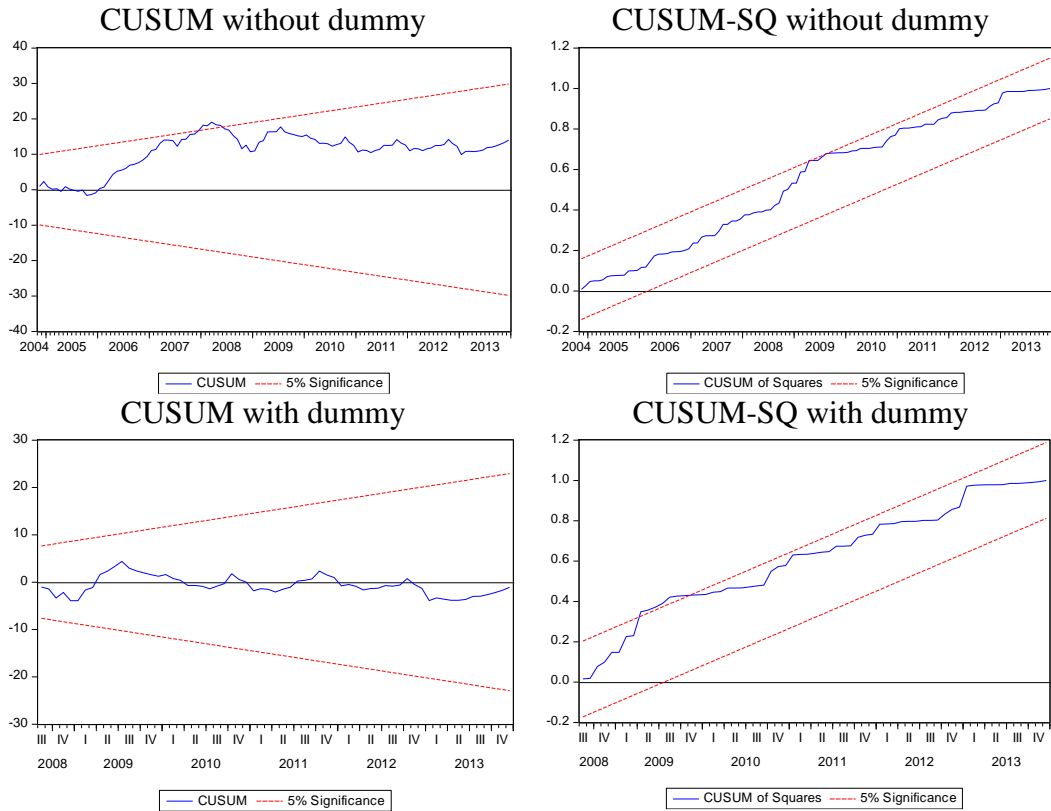 CUSUM without dummy
40
30
20
10
0
-10
-20
-30
-40
2004 2005 2006 2007 2008 2009 2010 2011 2012 2013
CUSUM 5% Significance
CUSUM-SQ without dummy
1.2
1.0
0.8
0.6
0.4
0.2
0.0
-0.2
2004 2005 2006 2007 2008 2009 2010 2011 2012 2013
CUSUM of Squares 5% Significance
CUSUM with dummy
30
20
10
0
-10
-20
-30
III IV I II III IV I II III IV I II III IV I II III IV I II III IV
2008 2009 2010 2011 2012 2013
CUSUM 5% Significance
CUSUM-SQ with dummy
1.2
1.0
0.8
0.6
0.4
0.2
0.0
-0.2
III IV I II III IV I II III IV I II III IV I II III IV I II III IV
2008 2009 2010 2011 2012 2013
CUSUM of Squares 5% Significance